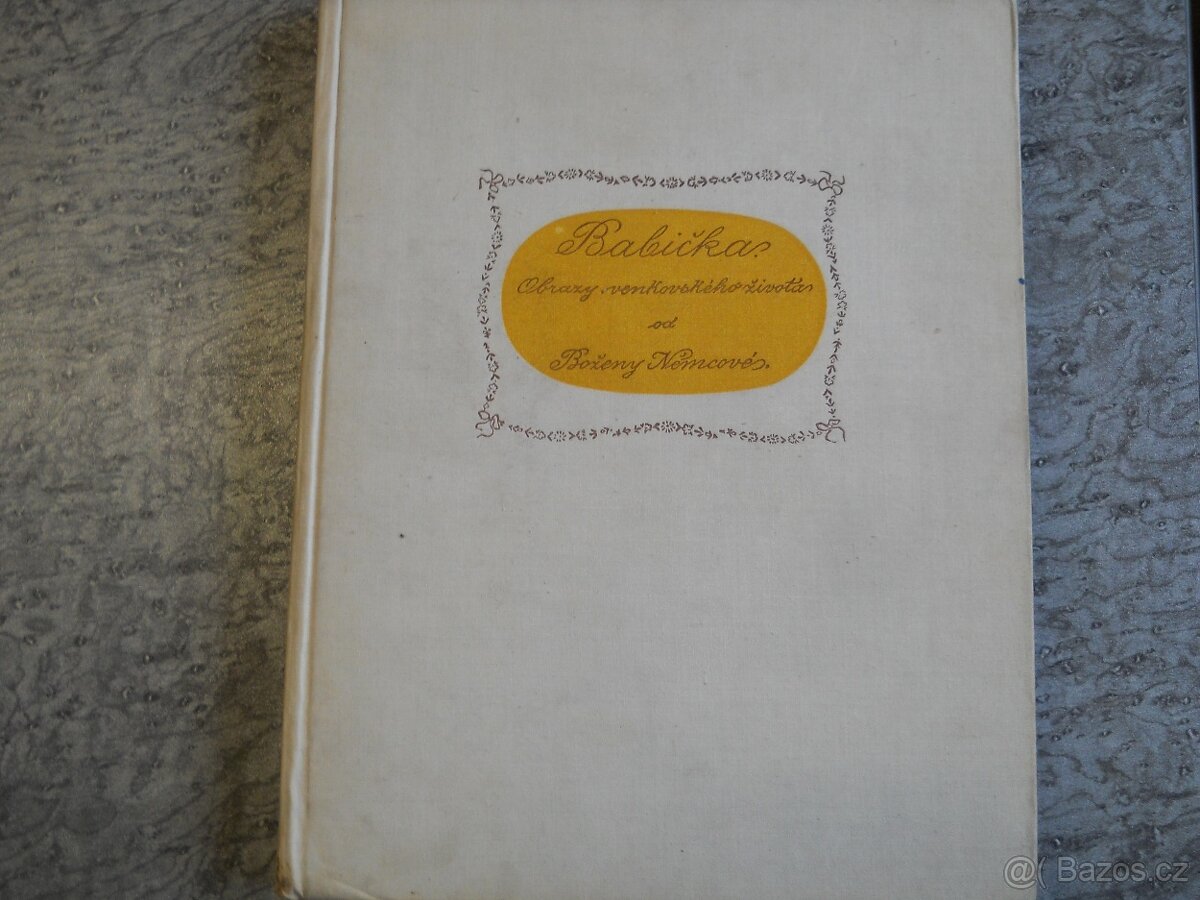 Babička.
Obrazy venkovského života
od
Boženy Němcové.
@( Bazos.cz